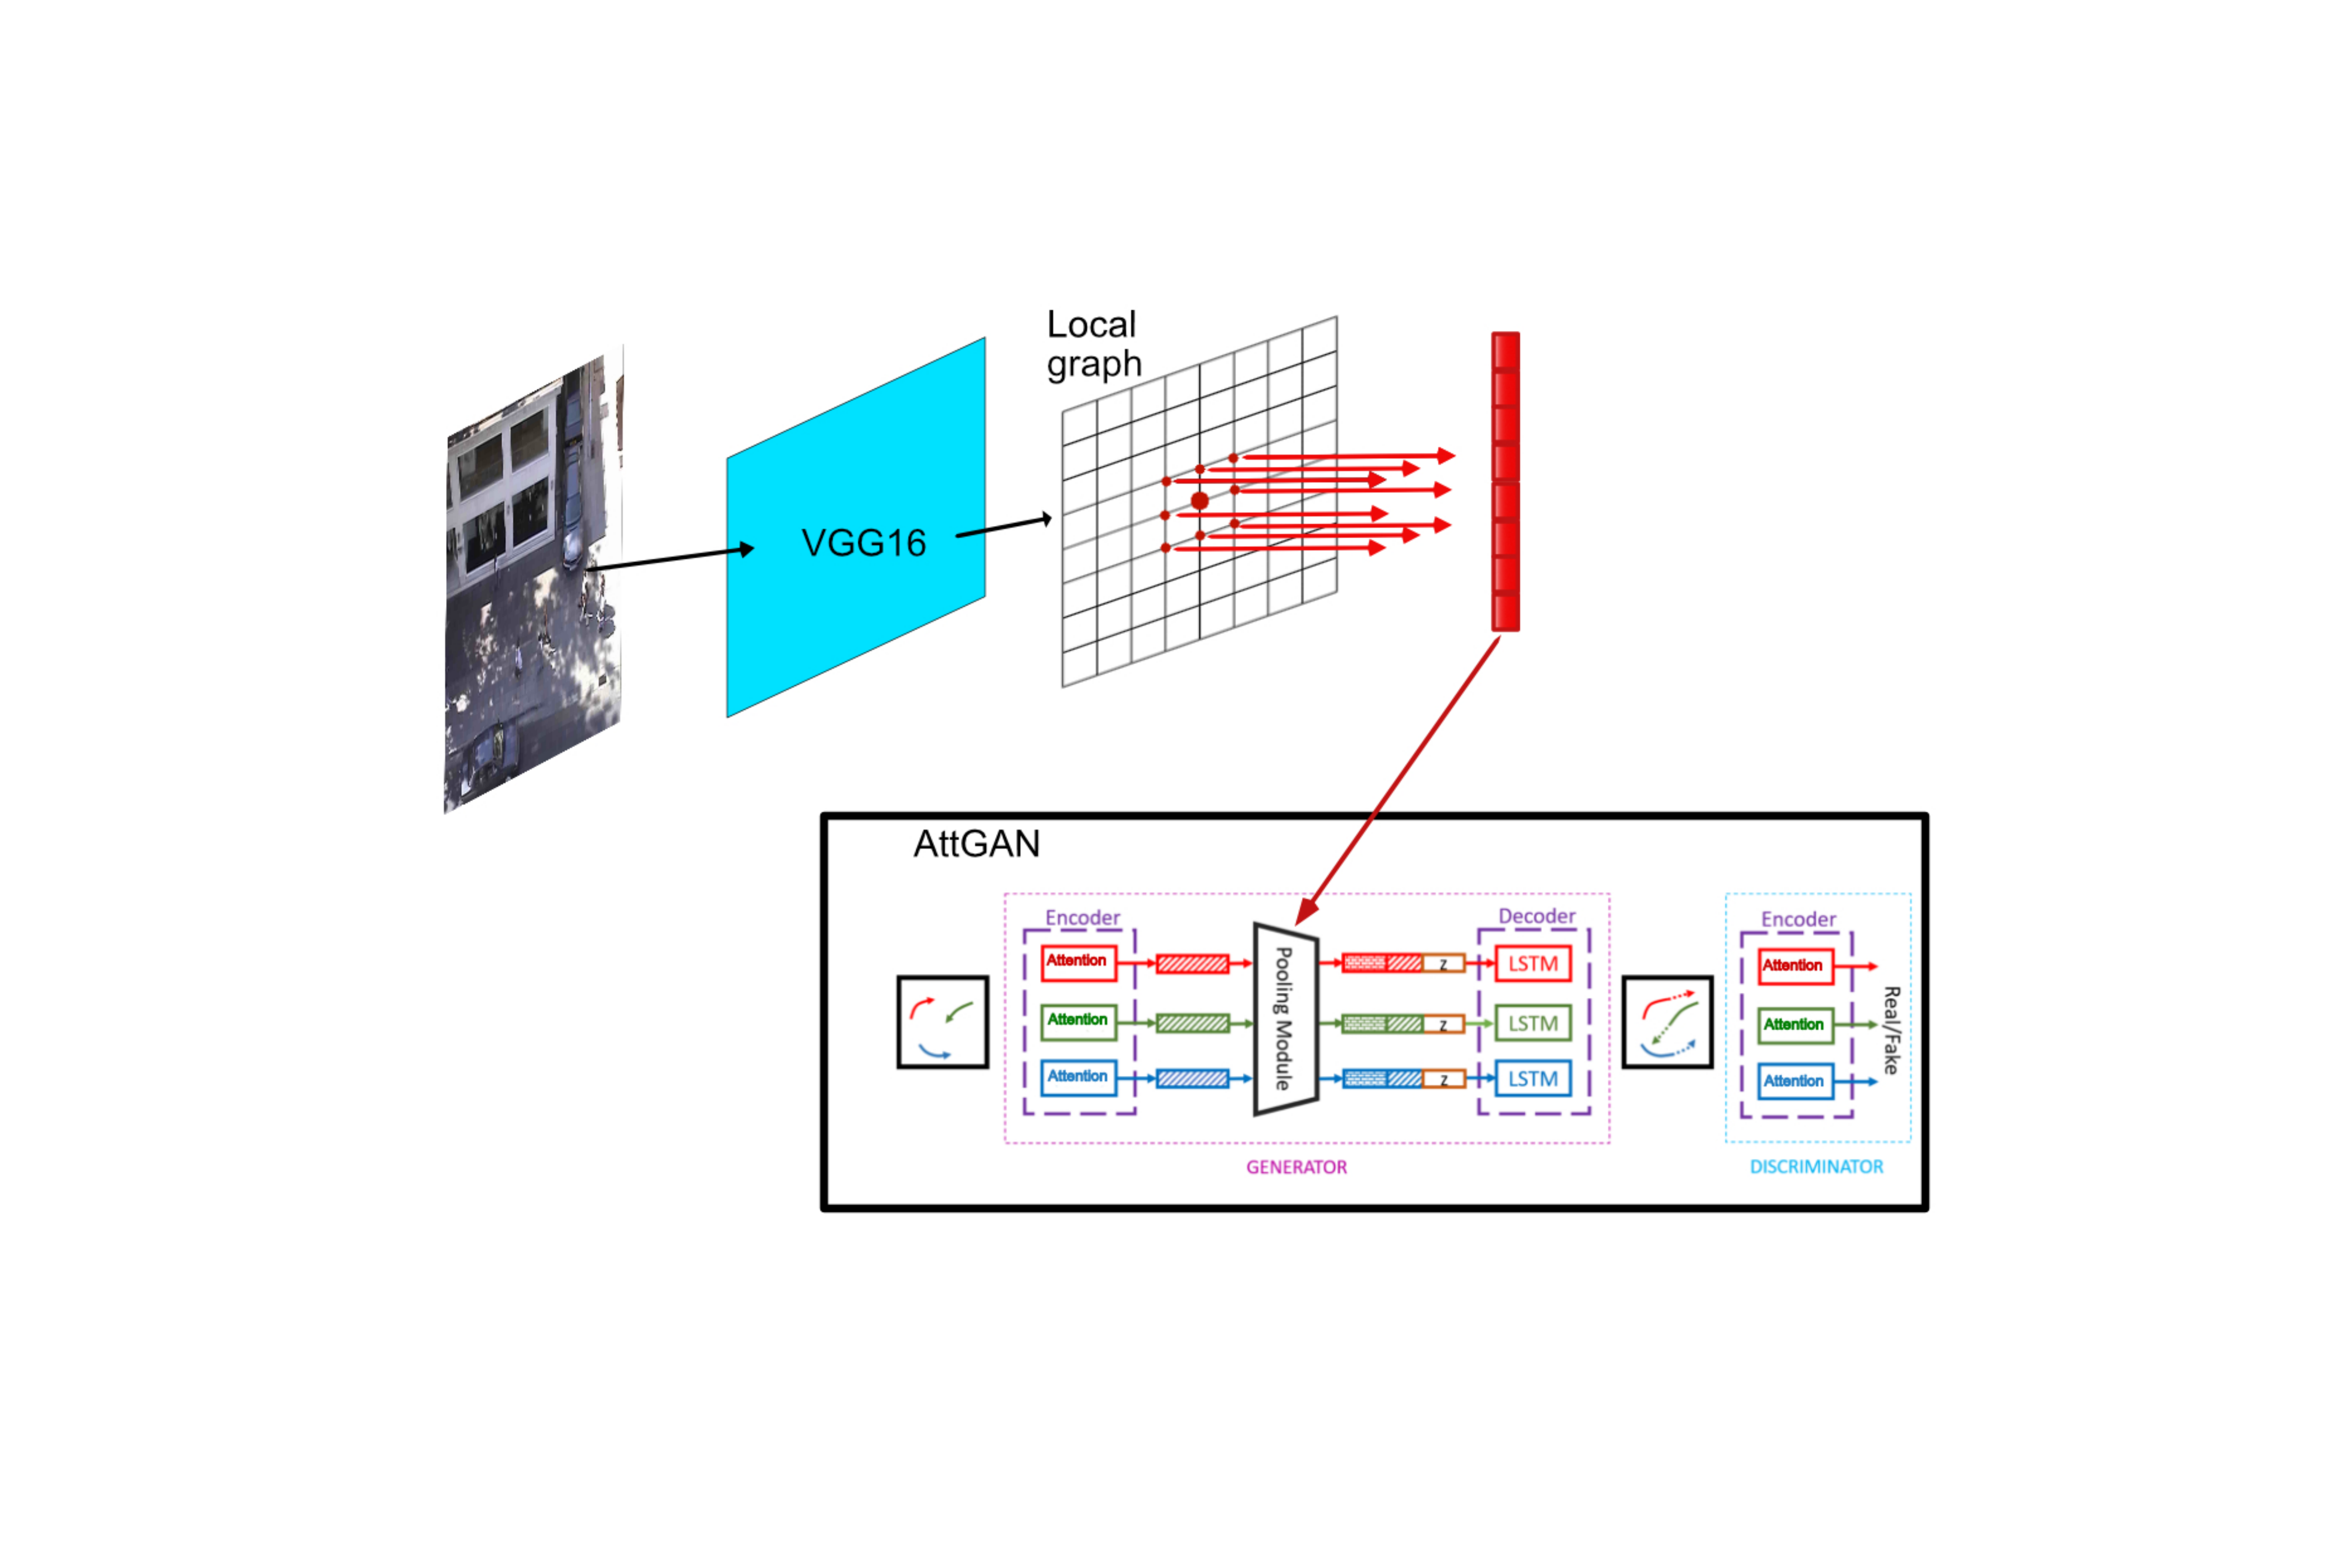 Local
graph
VGG16
AttGAN
Encoder
Decoder
Encoder
Attention
Attention
Attention
Pooling Module
z
z
z
LSTM
LSTM
LSTM
Attention
Attention
Attention
Real/Fake
GENERATOR
DISCRIMINATOR